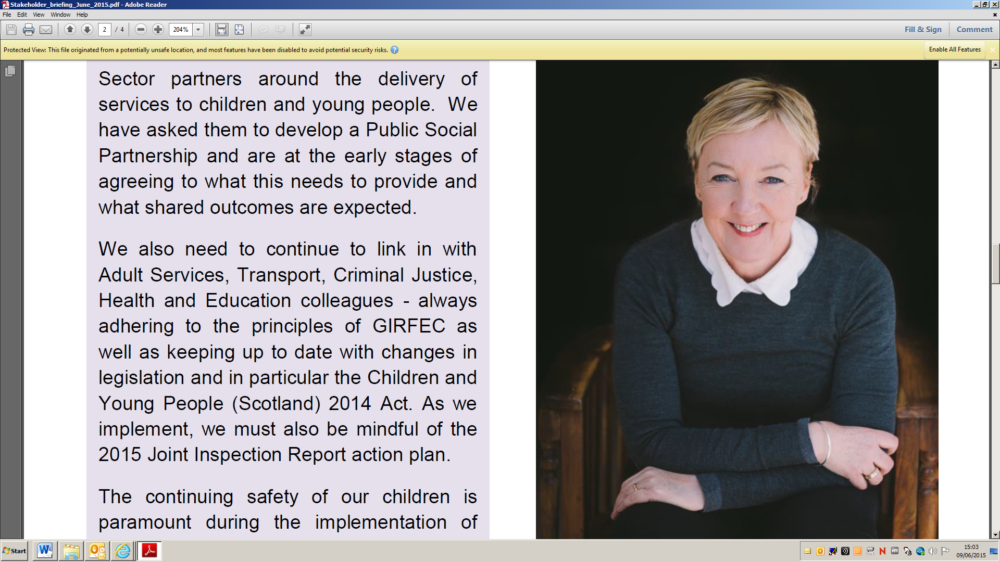 Stakeholder_briefing_June_2015.pdf - Adobe Reader
File Edit View Window Help
2 / 4 204% Fill & Sign Comment
Protected View: This file originated from a potentially unsafe location, and most features have been disabled to avoid potential security risks. ? Enable All Features
Sector partners around the delivery of
services to children and young people. We
have asked them to develop a Public Social
Partnership and are at the early stages of
agreeing to what this needs to provide and
what shared outcomes are expected.
We also need to continue to link in with
Adult Services, Transport, Criminal Justice,
Health and Education colleagues - always
adhering to the principles of GIRFEC as
well as keeping up to date with changes in
legislation and in particular the Children and
Young People (Scotland) 2014 Act. As we
implement, we must also be mindful of the
2015 Joint Inspection Report action plan.
The continuing safety of our children is
paramount during the implementation of
Start 15:03
09/06/2015